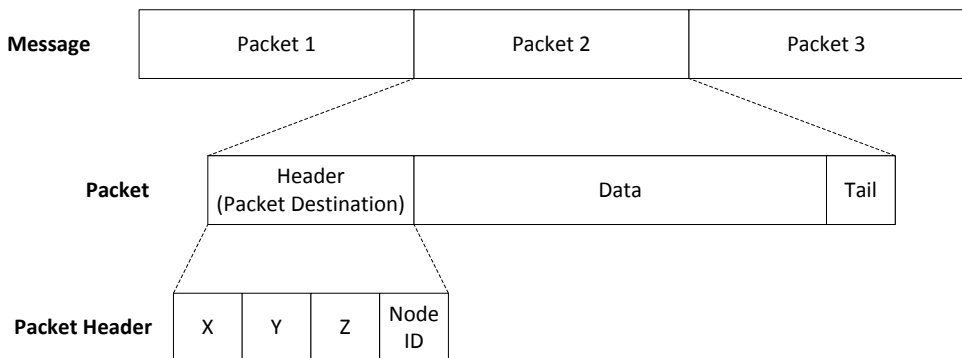 Message Packet 1 Packet 2 Packet 3
Header
(Packet Destination)
Packet Data Tail
Packet Header X Y Z Node
ID